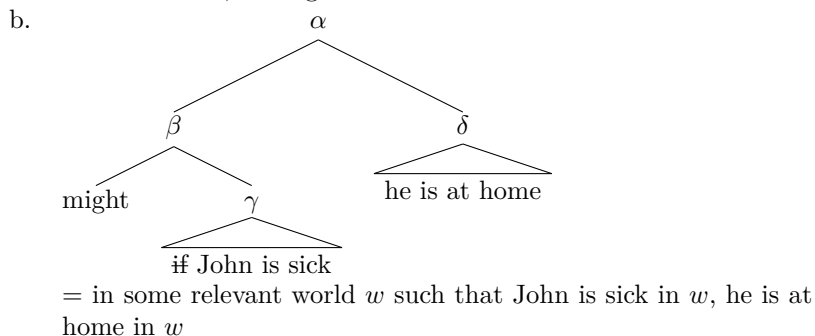 b.
α
β
δ
might
γ
he is at home
if John is sick
= in some relevant world w such that John is sick in w, he is at
home in w